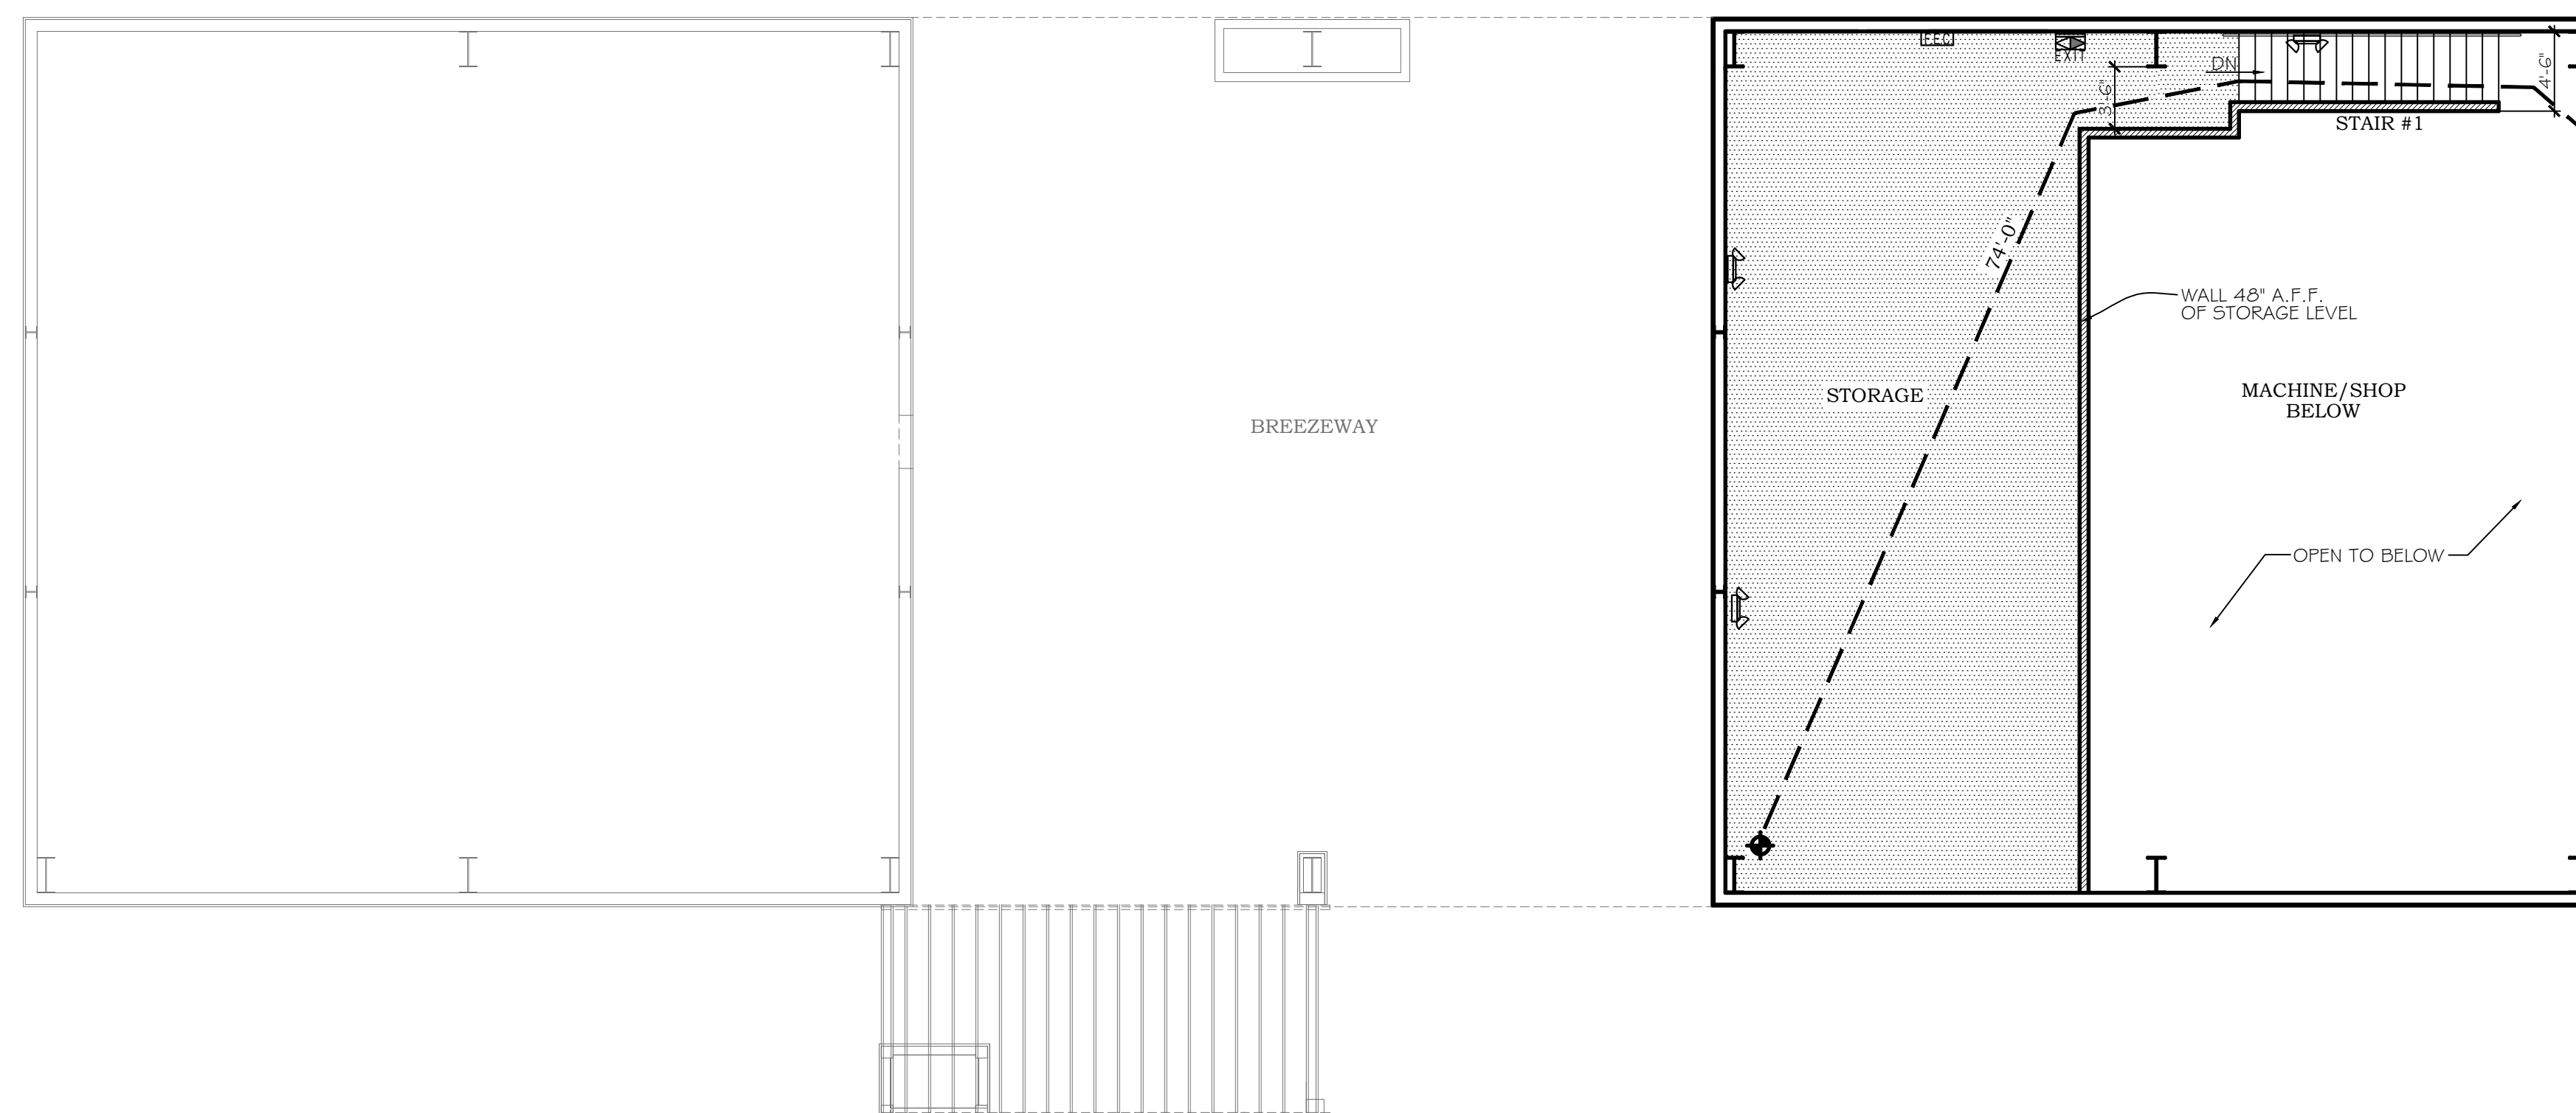 FEC
EXIT
DN
3'-6"
4'-6"
STAIR #1
74'-0"
WALL 48" A.F.F.
OF STORAGE LEVEL
STORAGE
MACHINE/SHOP
BELOW
BREEZEWAY
OPEN TO BELOW